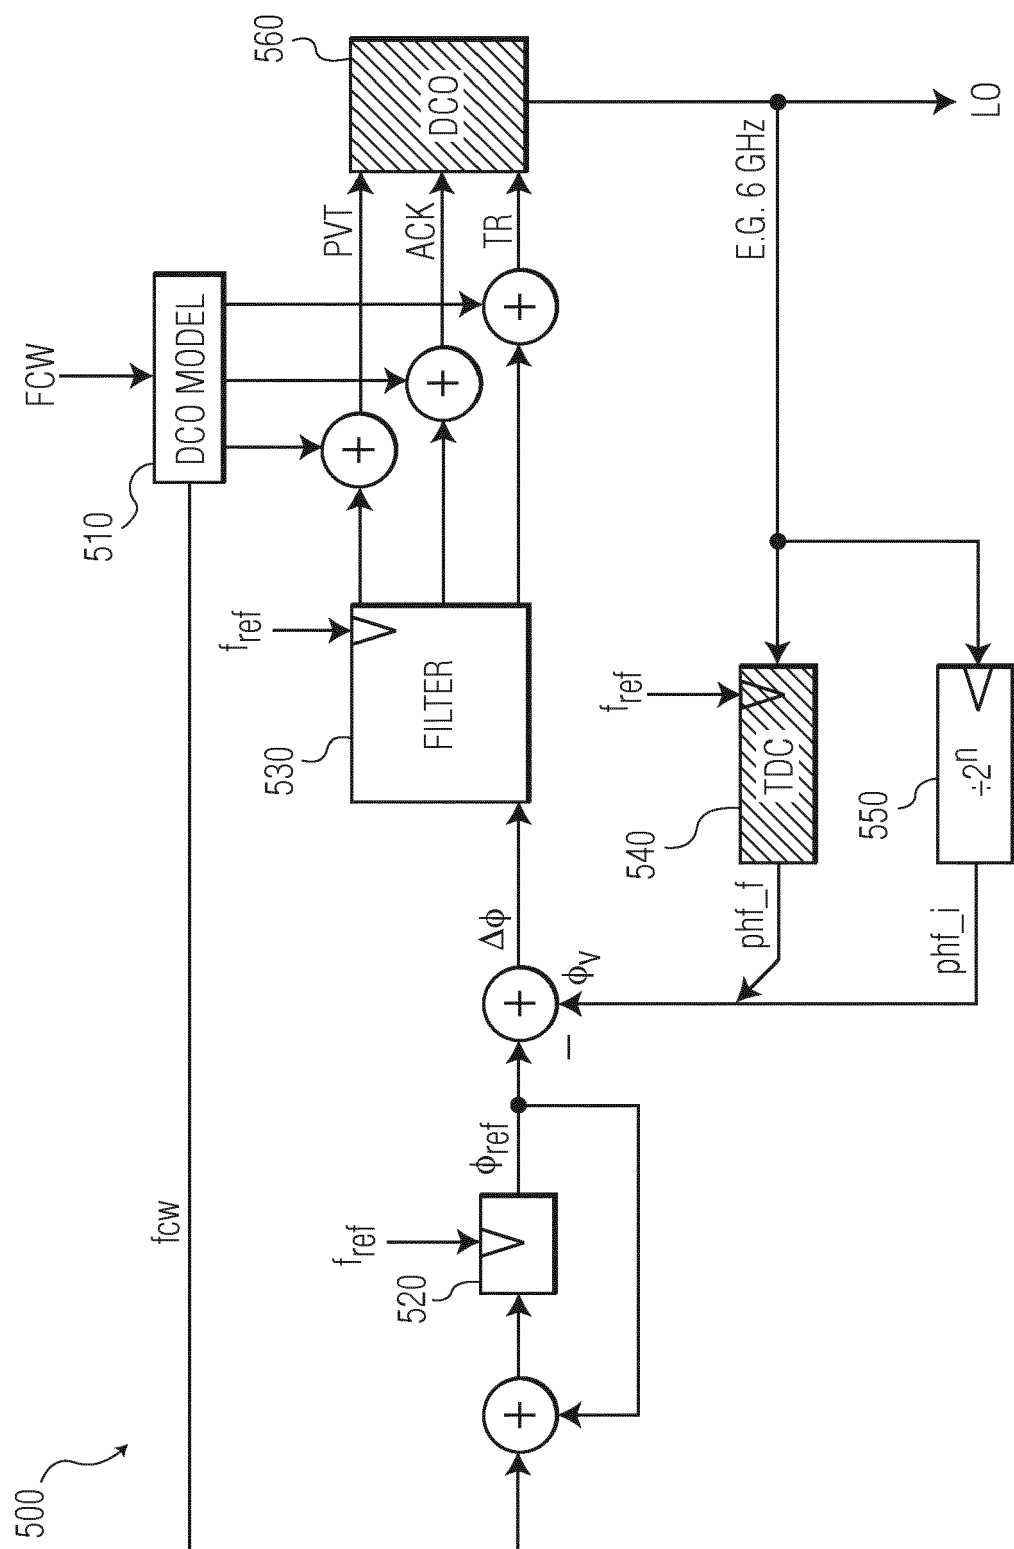 500
fcw
FCW
510
DCO MODEL
560
DCO
PVT
ACK
TR
f_ref
530
FILTER
f_ref
520
ϕ_ref
Δϕ
ϕ_V
−
+
+
+
+
+
f_ref
540
TDC
phf_f
550
÷2^n
phf_i
E.G. 6 GHz
LO